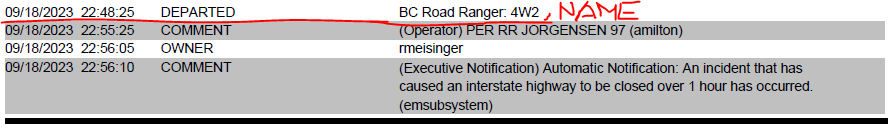 09/18/2023 22:48:25 DEPARTED BC Road Ranger: 4W2 , NAME
09/18/2023 22:55:25 COMMENT (Operator) PER RR JORGENSEN 97 (amilton)
09/18/2023 22:56:05 OWNER rmeisinger
09/18/2023 22:56:10 COMMENT (Executive Notification) Automatic Notification: An incident that has
caused an interstate highway to be closed over 1 hour has occurred.
(emsubsystem)